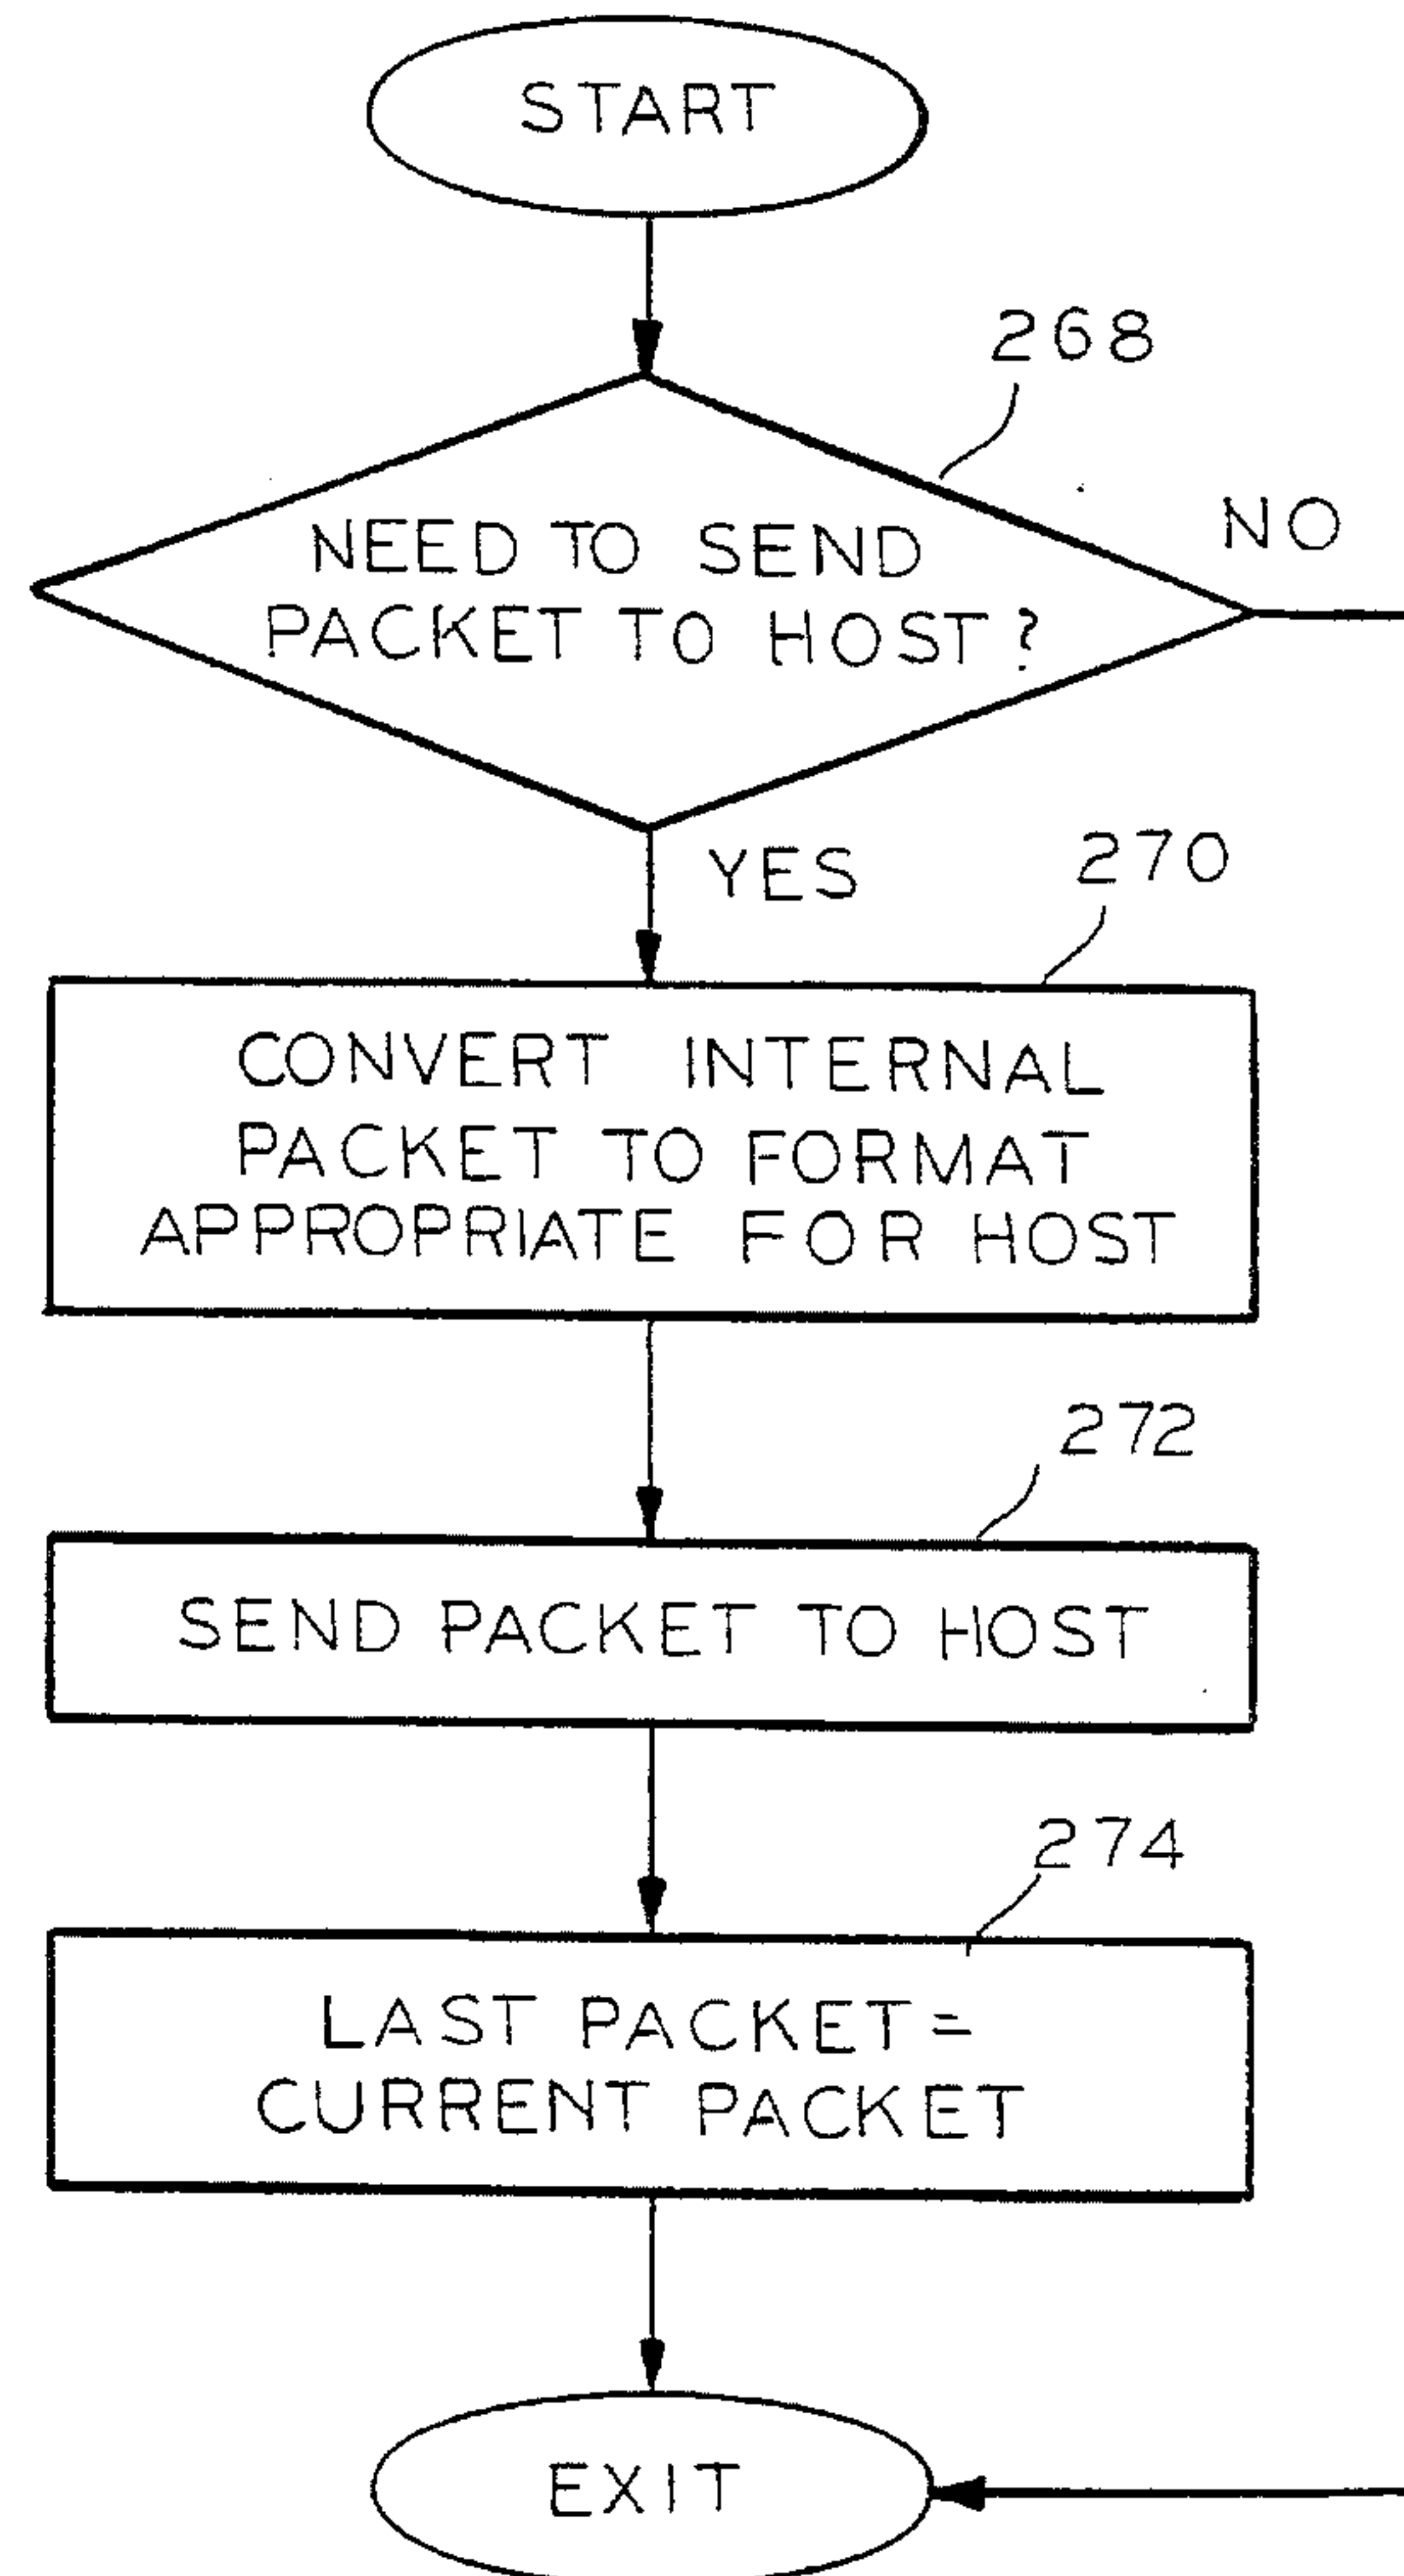 START
268
NEED TO SEND
PACKET TO HOST?
NO
YES
270
CONVERT INTERNAL
PACKET TO FORMAT
APPROPRIATE FOR HOST
272
SEND PACKET TO HOST
274
LAST PACKET=
CURRENT PACKET
EXIT